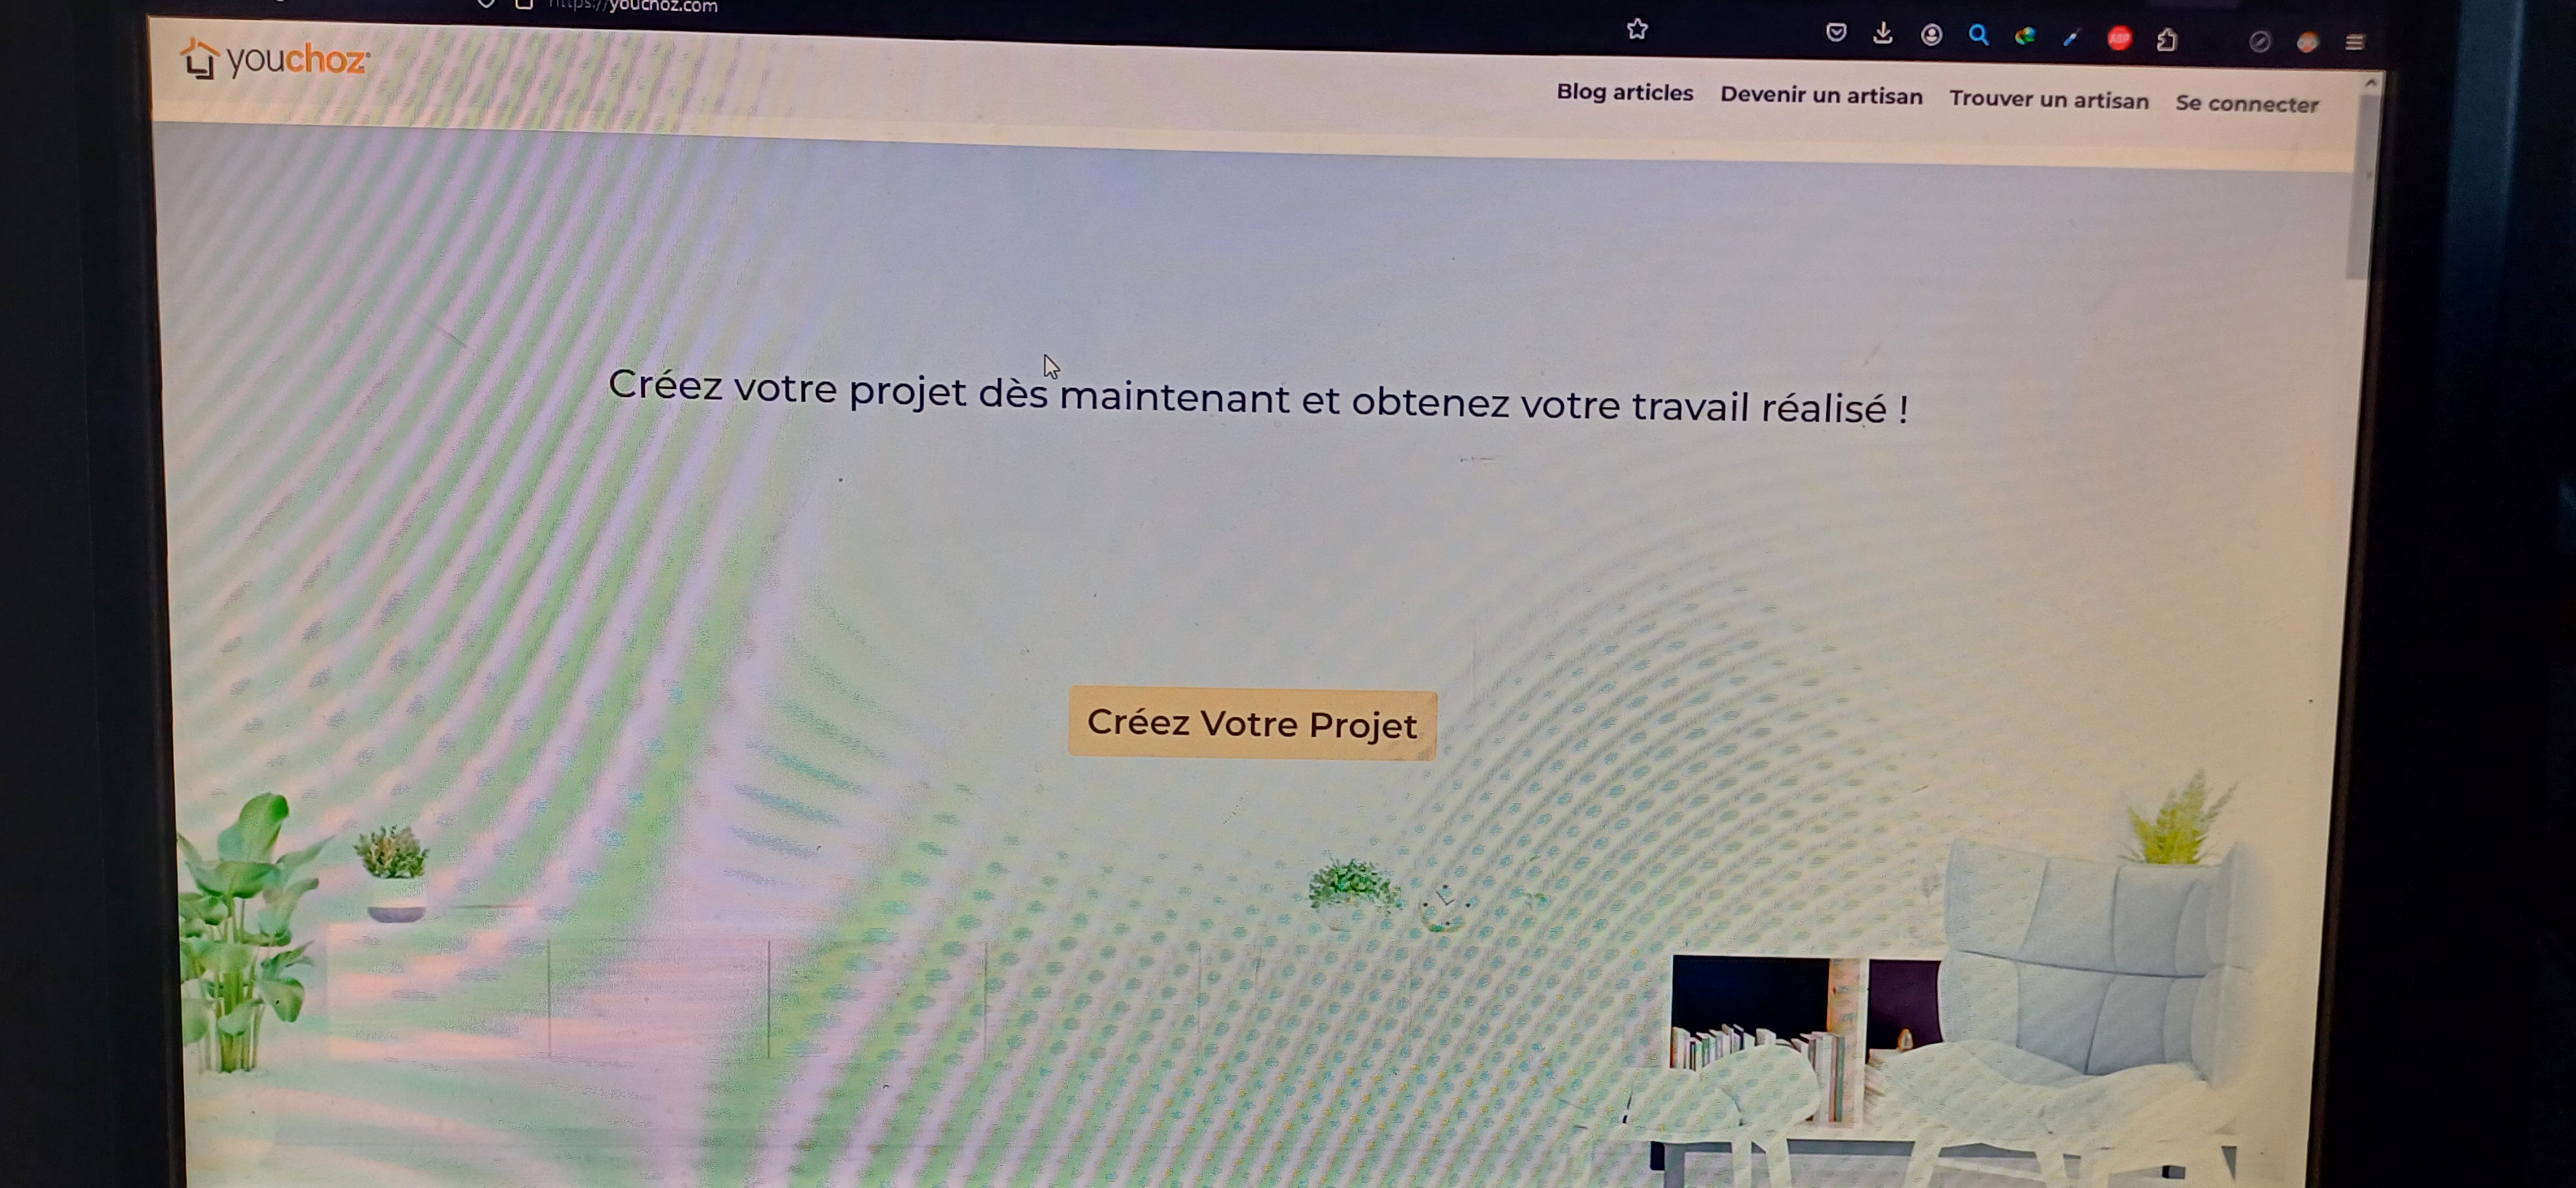 https://youchoz.com
youchoz
Blog articles Devenir un artisan Trouver un artisan Se connecter
Créez votre projet dès maintenant et obtenez votre travail réalisé !
Créez Votre Projet